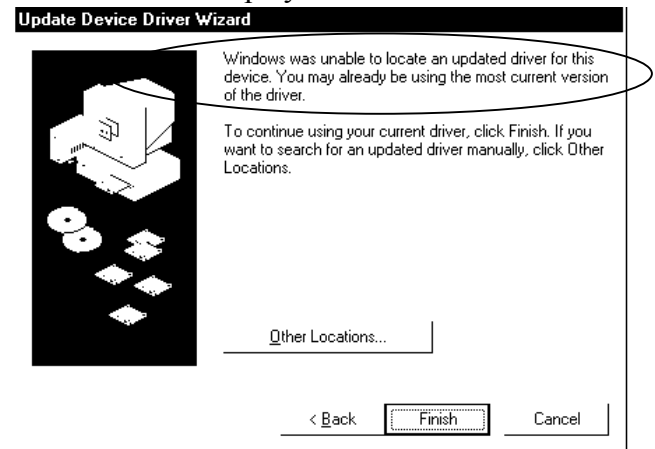 Update Device Driver Wizard
Windows was unable to locate an updated driver for this
device. You may already be using the most current version
of the driver.
To continue using your current driver, click Finish. If you
want to search for an updated driver manually, click Other
Locations.
Other Locations...
< Back Finish Cancel